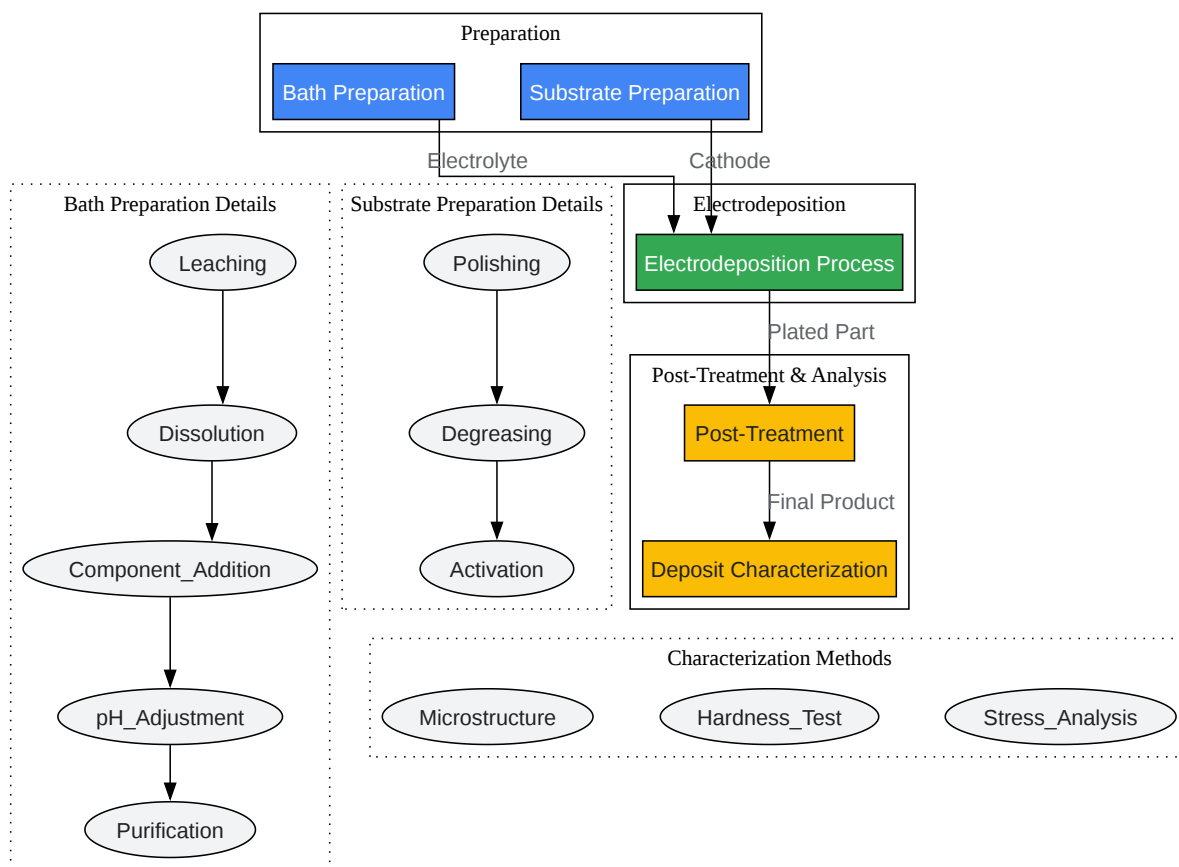 Preparation
Bath Preparation
Substrate Preparation
Electrolyte
Cathode
Bath Preparation Details
Substrate Preparation Details
Electrodeposition
Leaching
Polishing
Electrodeposition Process
Plated Part
Post-Treatment & Analysis
Dissolution
Degreasing
Post-Treatment
Final Product
Component_Addition
Activation
Deposit Characterization
Characterization Methods
pH_Adjustment
Microstructure
Hardness_Test
Stress_Analysis
Purification